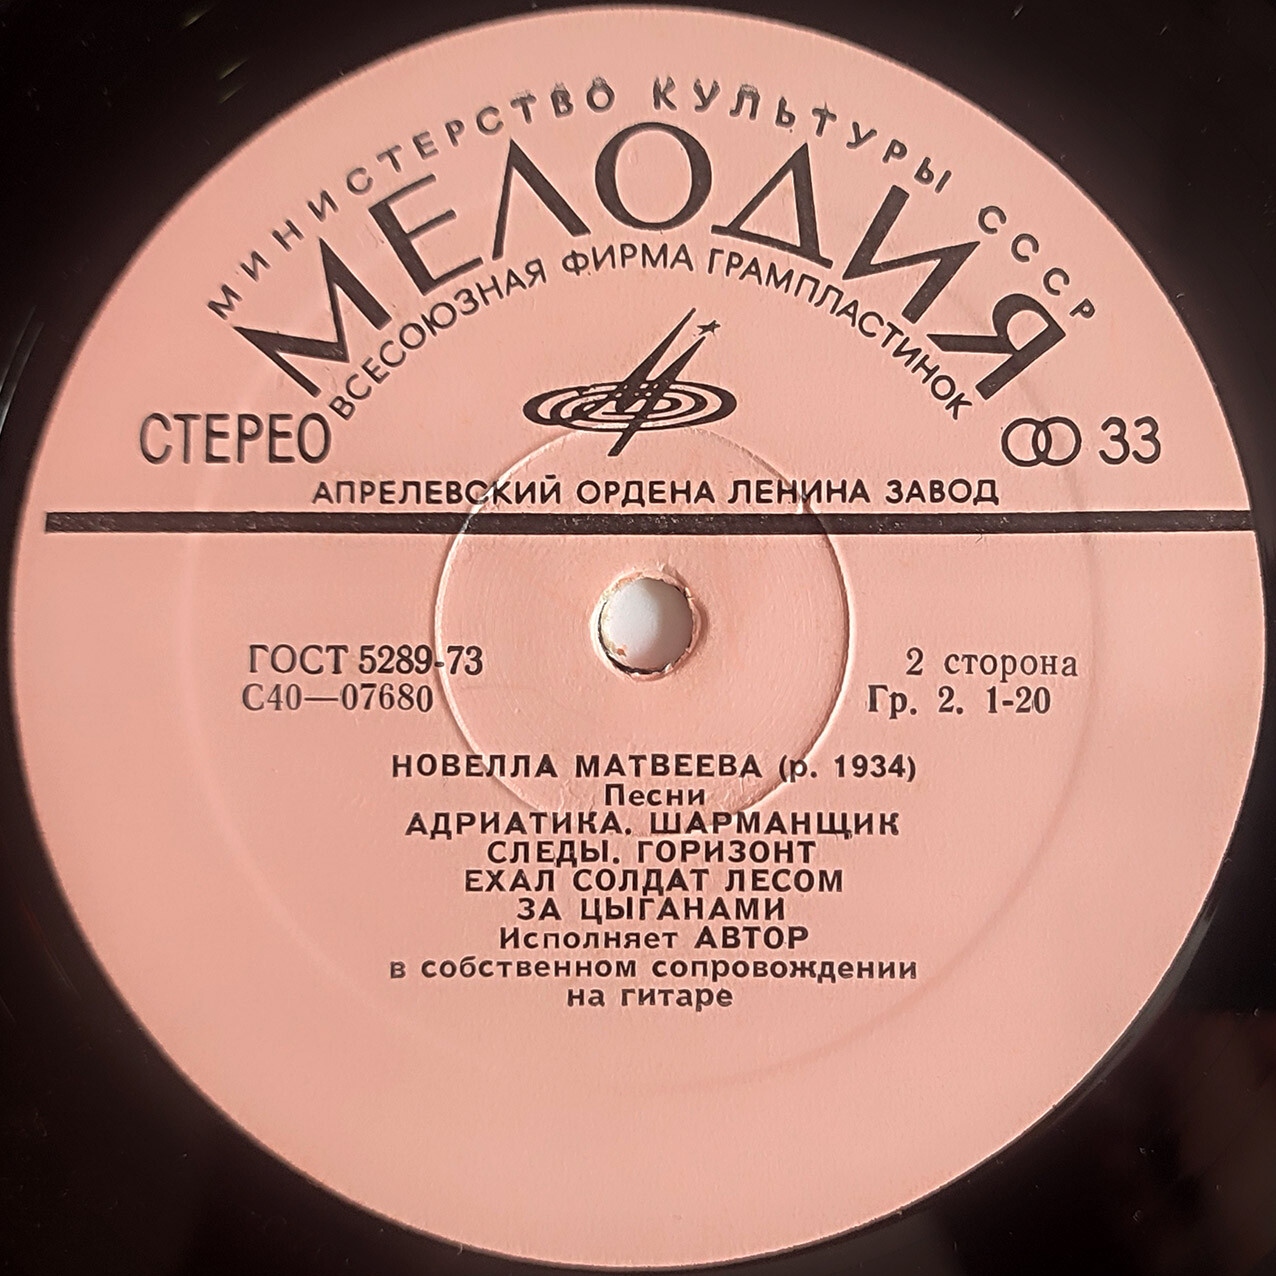 МИНИСТЕРСТВО КУЛЬТУРЫ СССР
МЕЛОДИЯ
ВСЕСОЮЗНАЯ ФИРМА ГРАМПЛАСТИНОК
СТЕРЕО
33
АПРЕЛЕВСКИЙ ОРДЕНА ЛЕНИНА ЗАВОД
ГОСТ 5289-73
С40—07680
2 сторона
Гр. 2. 1-20
НОВЕЛЛА МАТВЕЕВА (р. 1934)
Песни
АДРИАТИКА. ШАРМАНЩИК
СЛЕДЫ. ГОРИЗОНТ
ЕХАЛ СОЛДАТ ЛЕСОМ
ЗА ЦЫГАНАМИ
Исполняет АВТОР
в собственном сопровождении
на гитаре